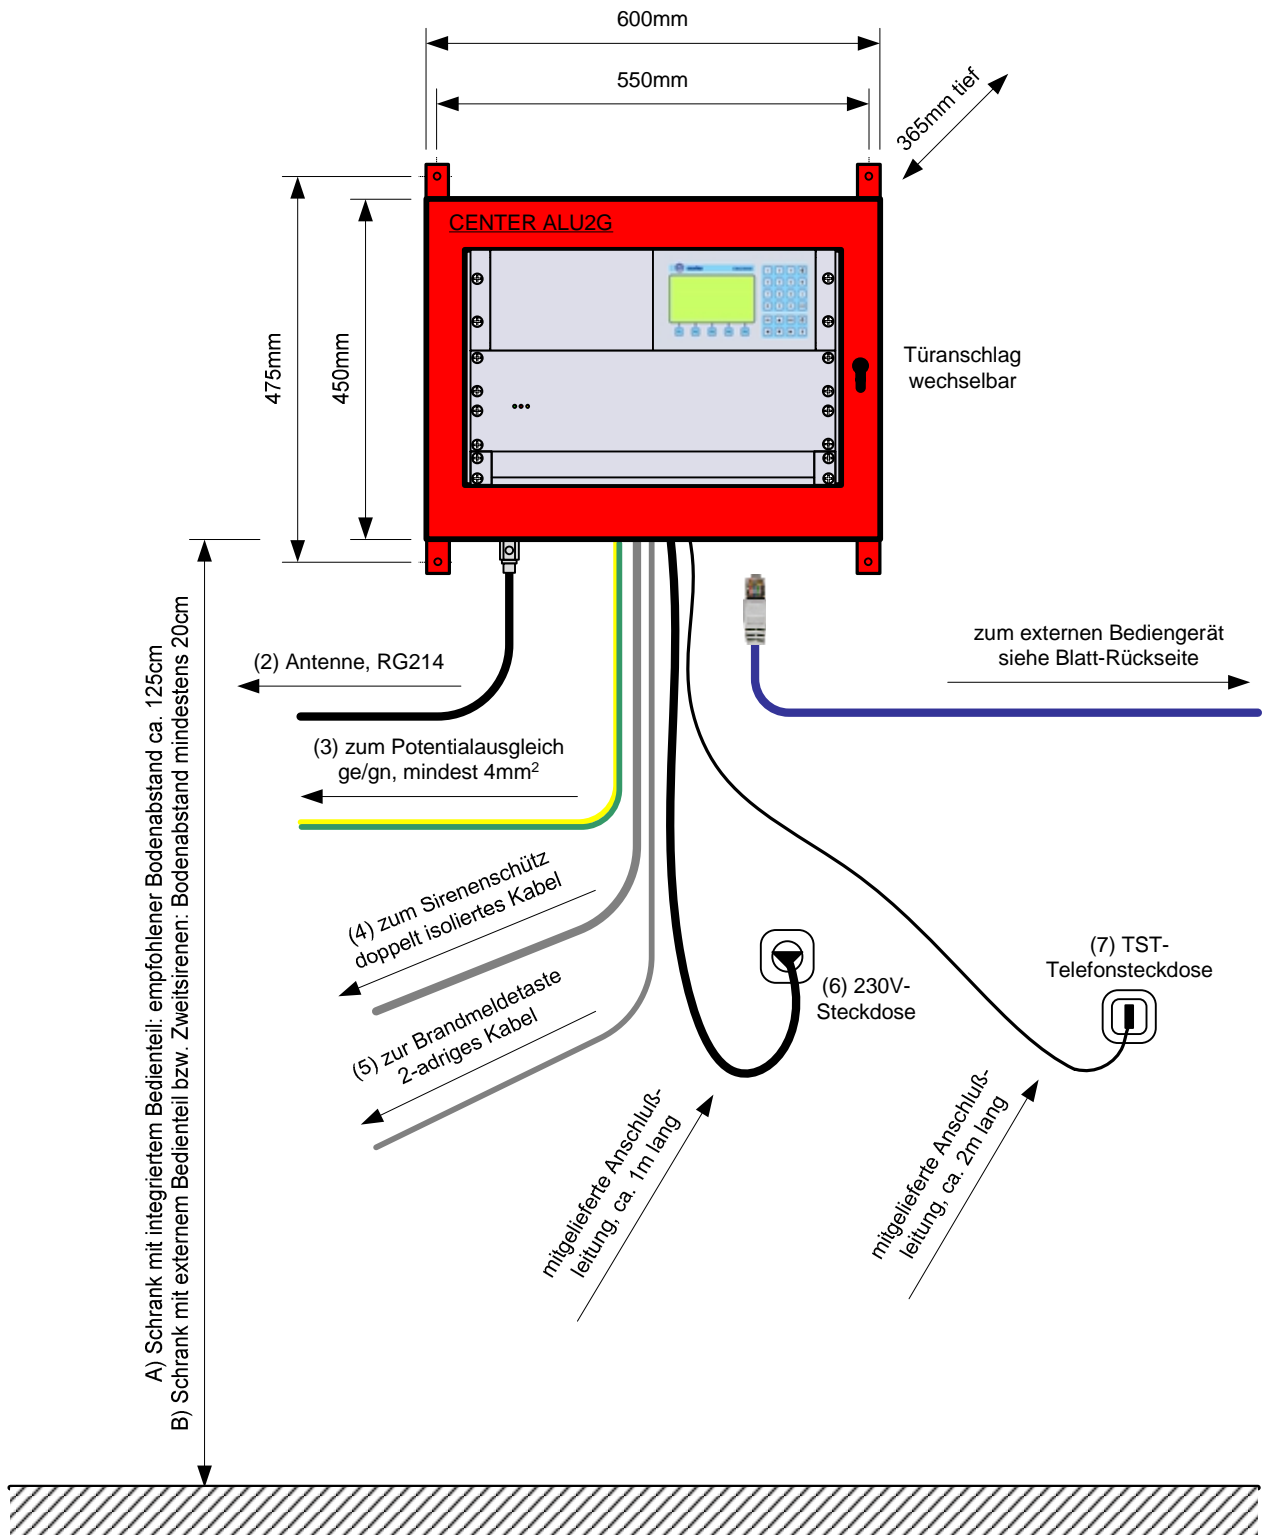 600mm
550mm
365mm tief
CENTER ALU2G
475mm
450mm
Türanschlag
wechselbar
zum externen Bediengerät
siehe Blatt-Rückseite
(2) Antenne, RG214
(3) zum Potentialausgleich
ge/gn, mindest 4mm²
(4) zum Sirenenschütz
doppelt isoliertes Kabel
(5) zur Brandmeldetaste
2-adriges Kabel
(6) 230V-
Steckdose
(7) TST-
Telefonsteckdose
mitgelieferte Anschluß-
leitung, ca. 1m lang
mitgelieferte Anschluß-
leitung, ca. 2m lang
A) Schrank mit integriertem Bedienteil: empfohlener Bodenabstand ca. 125cm
B) Schrank mit externem Bedienteil bzw. Zweitsirenen: Bodenabstand mindestens 20cm